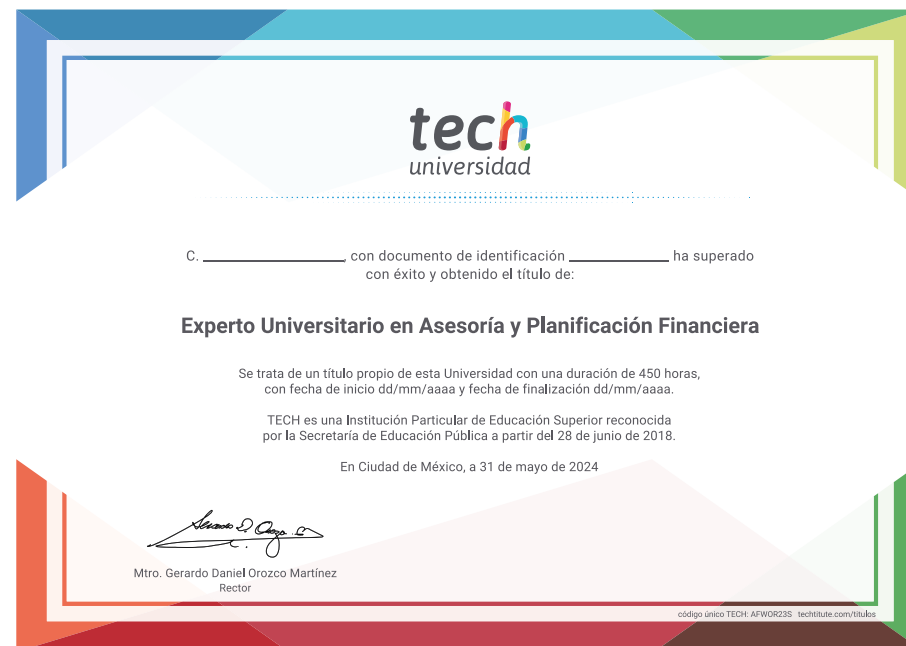 tech
universidad
C. ____________, con documento de identificación ____________ ha superado
con éxito y obtenido el título de:
Experto Universitario en Asesoría y Planificación Financiera
Se trata de un título propio de esta Universidad con una duración de 450 horas,
con fecha de inicio dd/mm/aaaa y fecha de finalización dd/mm/aaaa.
TECH es una Institución Particular de Educación Superior reconocida
por la Secretaría de Educación Pública a partir del 28 de junio de 2018.
En Ciudad de México, a 31 de mayo de 2024
Mtro. Gerardo Daniel Orozco Martínez
Rector
código único TECH: AFWOR23S techtitute.com/titulos